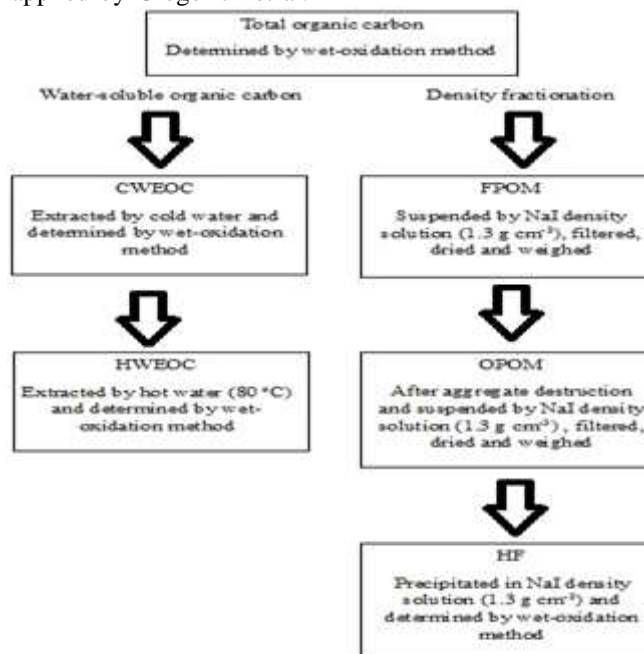 Total organic carbon
Determined by wet-oxidation method
Water-soluble organic carbon
Density fractionation
CWEOC
Extracted by cold water and
determined by wet-oxidation
method
FPOM
Suspended by NaI density
solution (1.3 g cm⁻³), filtered,
dried and weighed
HWEOC
Extracted by hot water (80 °C)
and determined by wet-
oxidation method
OPOM
After aggregate destruction
and suspended by NaI density
solution (1.3 g cm⁻³) , filtered,
dried and weighed
HF
Precipitated in NaI density
solution (1.3 g cm⁻³) and
determined by wet-oxidation
method